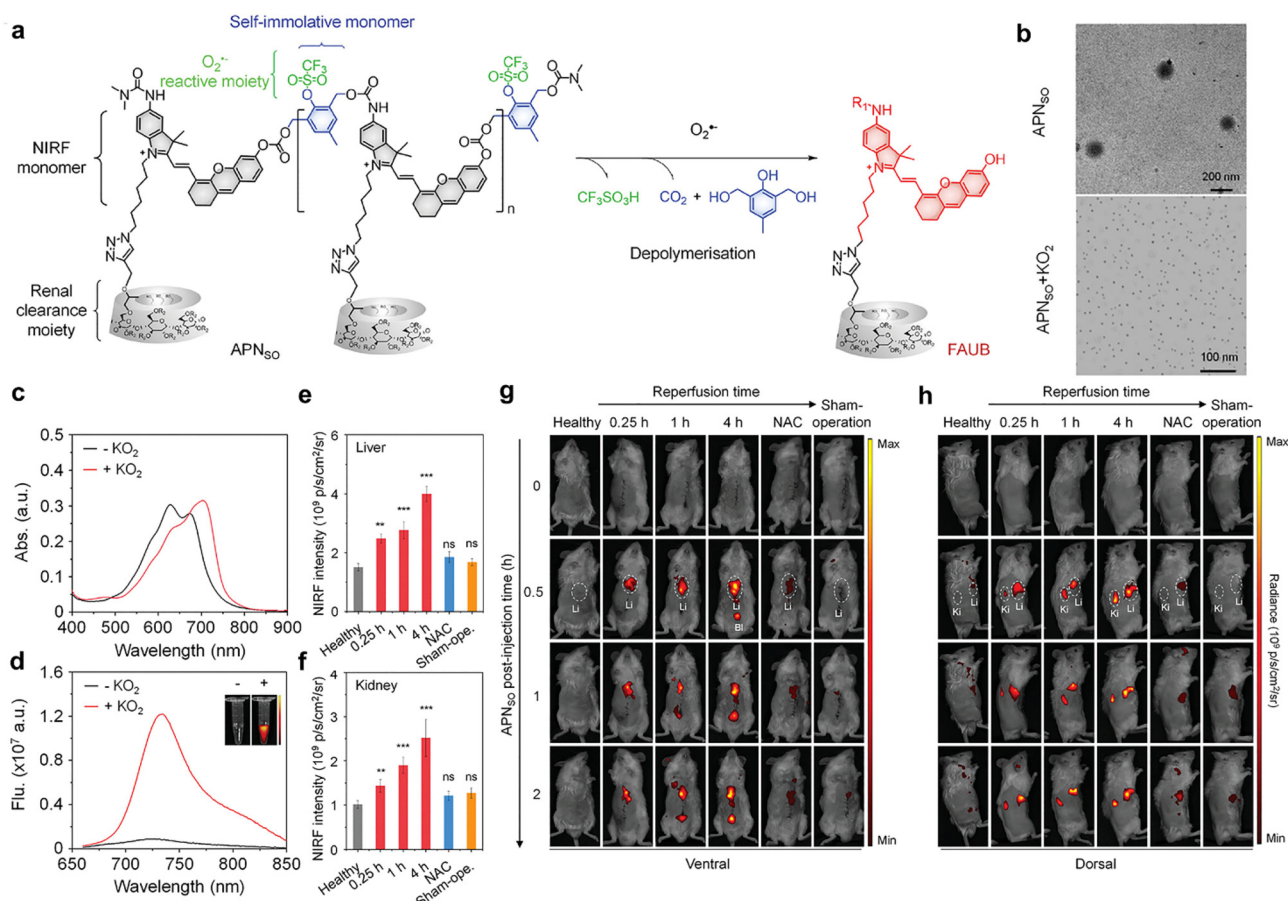 a
Self-immolative monomer
O₂•⁻
reactive moiety
CF₃
O=S=O
O
O
N
NH
O
O
O
NIRF
monomer
N
+
O
N=N
N
Renal
clearance
moiety
APN_SO
CF₃
O=S=O
O
O
N
O
NH
n
O₂•⁻
CF₃SO₃H
CO₂ +
OH
HO
OH
Depolymerisation
R₁
NH
N
+
O
OH
N=N
N
FAUB
b
APN_SO
200 nm
APN_SO+KO₂
100 nm
c
- KO₂
+ KO₂
Abs. (a.u.)
0.5
0.4
0.3
0.2
0.1
0
400 500 600 700 800 900
Wavelength (nm)
d
- KO₂
+ KO₂
- +
Flu. (x10⁷ a.u.)
1.6
1.2
0.8
0.4
0
650 700 750 800 850
Wavelength (nm)
e
Liver
NIRF intensity (10⁹ p/s/cm²/sr)
6
4
2
0
** *** *** ns ns
Healthy 0.25 h 1 h 4 h NAC Sham-ope.
f
Kidney
NIRF intensity (10⁹ p/s/cm²/sr)
4
3
2
1
0
** *** *** ns ns
Healthy 0.25 h 1 h 4 h NAC Sham-ope.
g
Reperfusion time
Healthy 0.25 h 1 h 4 h NAC Sham-
operation
APN_SO post-injection time (h)
0
0.5
1
2
Li Li Li Li Li Li
Bl
Max
Min
Ventral
h
Reperfusion time
Healthy 0.25 h 1 h 4 h NAC Sham-
operation
Ki Li Ki Li Ki Li Ki Li Ki Li Ki Li
Max
Radiance (10⁹ p/s/cm²/sr)
Min
Dorsal